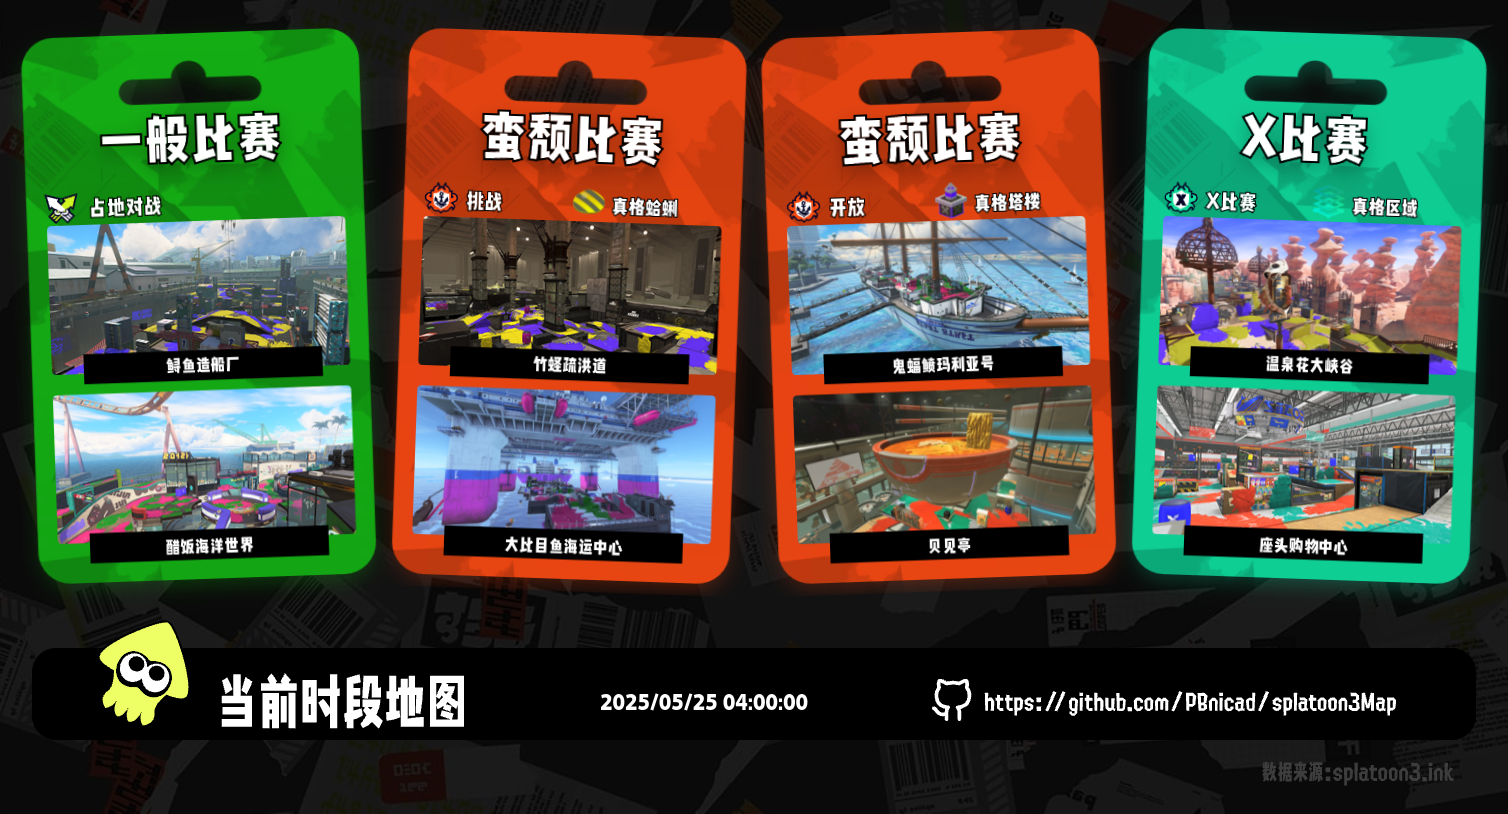 一般比赛
占地对战
鲟鱼造船厂
醋饭海洋世界
蛮颓比赛
挑战
真格蛤蜊
竹蛏疏洪道
大比目鱼海运中心
蛮颓比赛
开放
真格塔楼
鬼蝠鲼玛利亚号
贝贝亭
X比赛
X比赛
真格区域
温泉花大峡谷
座头购物中心
当前时段地图
2025/05/25 04:00:00
https://github.com/PBnicad/splatoon3Map
数据来源:splatoon3.ink